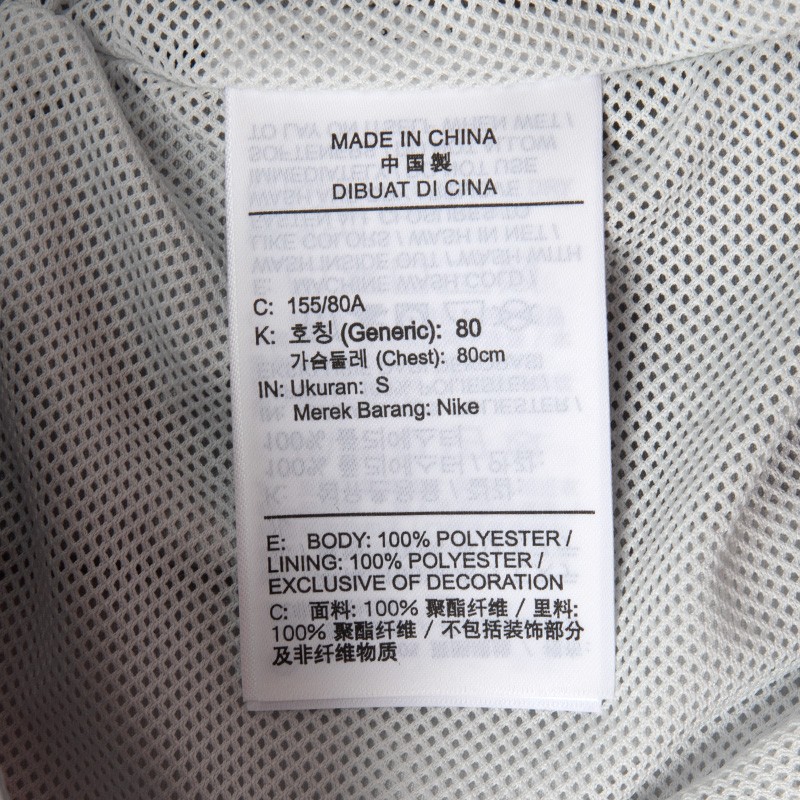 MADE IN CHINA
中国製
DIBUAT DI CINA
C: 155/80A
K: 호칭 (Generic): 80
가슴둘레 (Chest): 80cm
IN: Ukuran: S
Merek Barang: Nike
E: BODY: 100% POLYESTER /
LINING: 100% POLYESTER /
EXCLUSIVE OF DECORATION
C: 面料: 100% 聚酯纤维 / 里料:
100% 聚酯纤维 / 不包括装饰部分
及非纤维物质